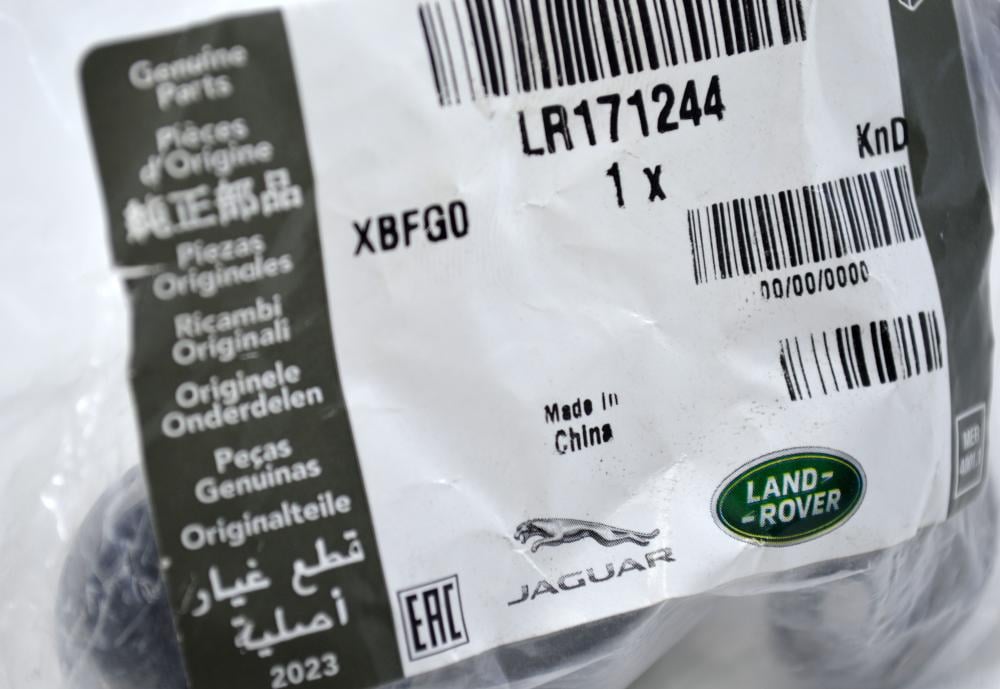 Genuine
Parts
Pièces
d'Origine
純正部品
Piezas
Originales
Ricambi
Originali
Originele
Onderdelen
Peças
Genuinas
Originalteile
قطع غيار
أصلية
2023
LR171244
1 x
KnD
XBFG0
00/00/0000
Made in
China
LAND-
-ROVER
JAGUAR
EAC